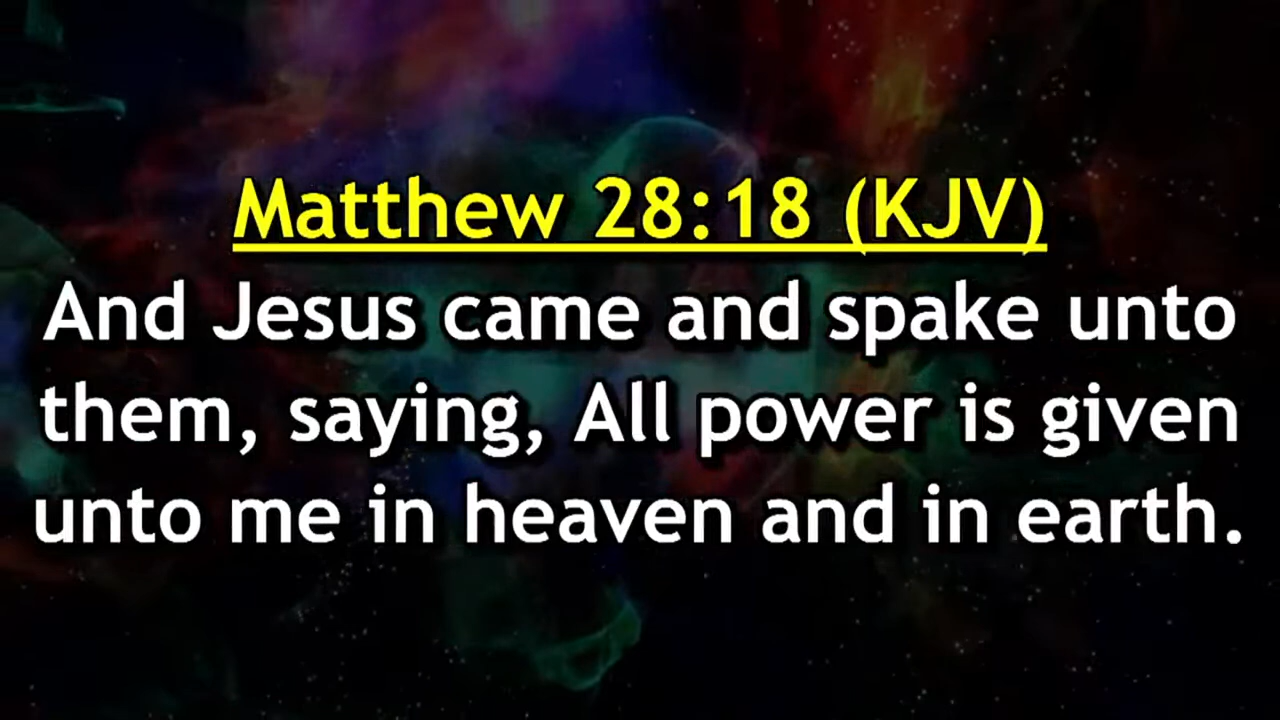 Matthew 28:18 (KJV)
And Jesus came and spake unto
them, saying, All power is given
unto me in heaven and in earth.